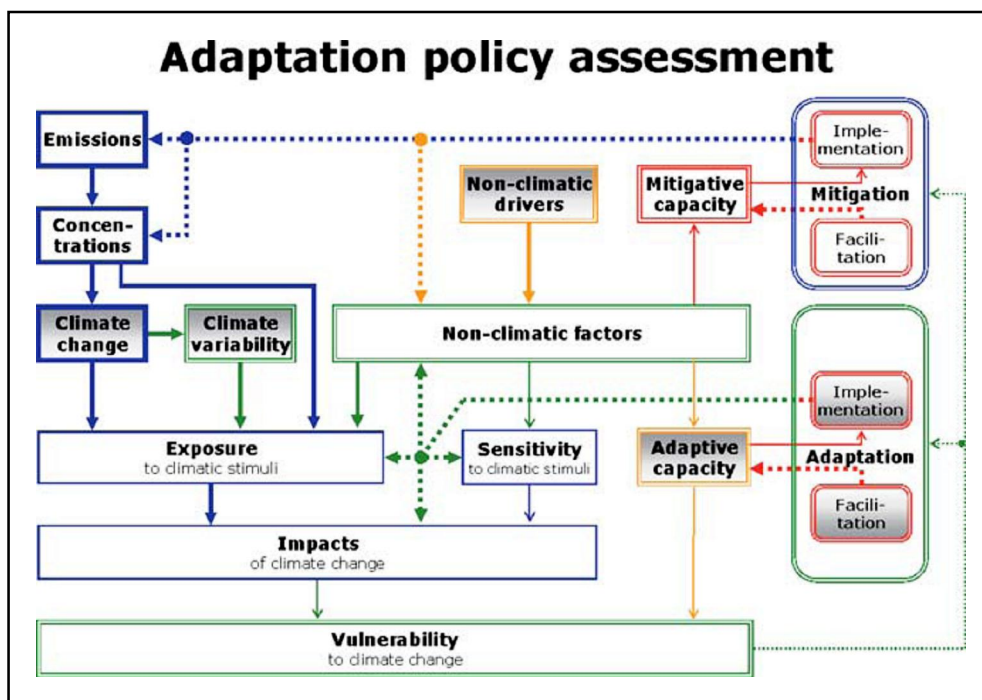 Adaptation policy assessment
Emissions
Imple-
mentation
Non-climatic
drivers
Mitigative
capacity
Mitigation
Concen-
trations
Facili-
tation
Climate
change
Climate
variability
Non-climatic factors
Imple-
mentation
Exposure
to climatic stimuli
Sensitivity
to climatic stimuli
Adaptive
capacity
Adaptation
Facili-
tation
Impacts
of climate change
Vulnerability
to climate change